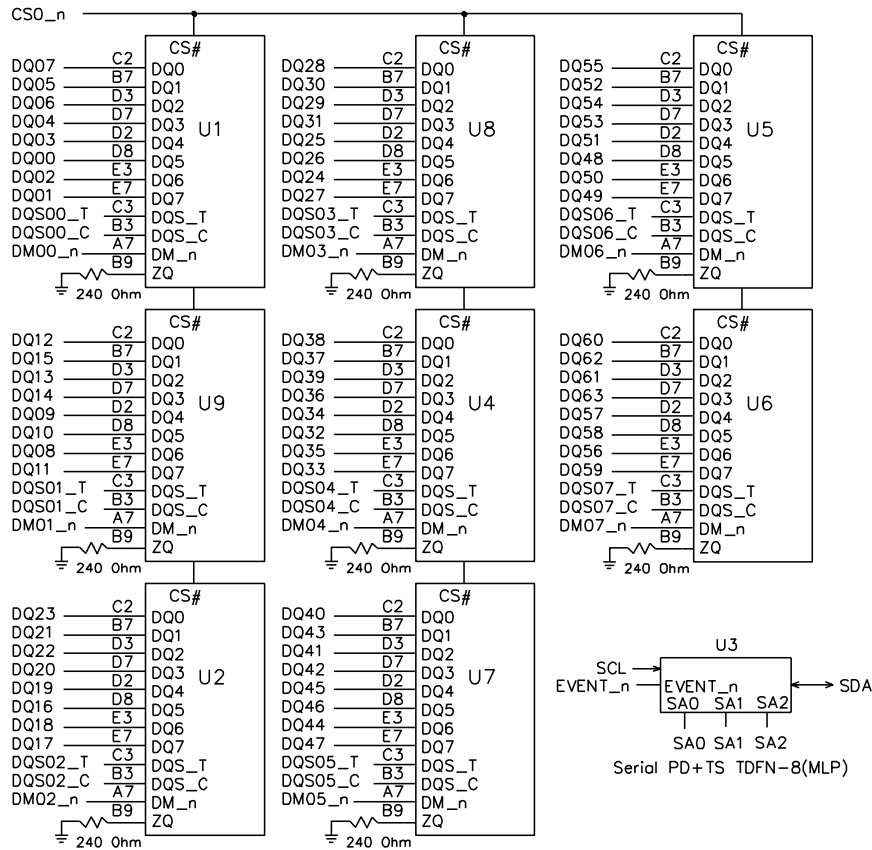 CS0_n
CS#
U1
DQ07 C2 DQ0
DQ05 B7 DQ1
DQ06 D3 DQ2
DQ04 D7 DQ3
DQ03 D2 DQ4
DQ00 D8 DQ5
DQ02 E3 DQ6
DQ01 E7 DQ7
DQS00_T C3 DQS_T
DQS00_C B3 DQS_C
DM00_n A7 DM_n
B9 ZQ
240 Ohm
CS#
U8
DQ28 C2 DQ0
DQ30 B7 DQ1
DQ29 D3 DQ2
DQ31 D7 DQ3
DQ25 D2 DQ4
DQ26 D8 DQ5
DQ24 E3 DQ6
DQ27 E7 DQ7
DQS03_T C3 DQS_T
DQS03_C B3 DQS_C
DM03_n A7 DM_n
B9 ZQ
240 Ohm
CS#
U5
DQ55 C2 DQ0
DQ52 B7 DQ1
DQ54 D3 DQ2
DQ53 D7 DQ3
DQ51 D2 DQ4
DQ48 D8 DQ5
DQ50 E3 DQ6
DQ49 E7 DQ7
DQS06_T C3 DQS_T
DQS06_C B3 DQS_C
DM06_n A7 DM_n
B9 ZQ
240 Ohm
CS#
U9
DQ12 C2 DQ0
DQ15 B7 DQ1
DQ13 D3 DQ2
DQ14 D7 DQ3
DQ09 D2 DQ4
DQ10 D8 DQ5
DQ08 E3 DQ6
DQ11 E7 DQ7
DQS01_T C3 DQS_T
DQS01_C B3 DQS_C
DM01_n A7 DM_n
B9 ZQ
240 Ohm
CS#
U4
DQ38 C2 DQ0
DQ37 B7 DQ1
DQ39 D3 DQ2
DQ36 D7 DQ3
DQ34 D2 DQ4
DQ32 D8 DQ5
DQ35 E3 DQ6
DQ33 E7 DQ7
DQS04_T C3 DQS_T
DQS04_C B3 DQS_C
DM04_n A7 DM_n
B9 ZQ
240 Ohm
CS#
U6
DQ60 C2 DQ0
DQ62 B7 DQ1
DQ61 D3 DQ2
DQ63 D7 DQ3
DQ57 D2 DQ4
DQ58 D8 DQ5
DQ56 E3 DQ6
DQ59 E7 DQ7
DQS07_T C3 DQS_T
DQS07_C B3 DQS_C
DM07_n A7 DM_n
B9 ZQ
240 Ohm
CS#
U2
DQ23 C2 DQ0
DQ21 B7 DQ1
DQ22 D3 DQ2
DQ20 D7 DQ3
DQ19 D2 DQ4
DQ16 D8 DQ5
DQ18 E3 DQ6
DQ17 E7 DQ7
DQS02_T C3 DQS_T
DQS02_C B3 DQS_C
DM02_n A7 DM_n
B9 ZQ
240 Ohm
CS#
U7
DQ40 C2 DQ0
DQ43 B7 DQ1
DQ41 D3 DQ2
DQ42 D7 DQ3
DQ45 D2 DQ4
DQ46 D8 DQ5
DQ44 E3 DQ6
DQ47 E7 DQ7
DQS05_T C3 DQS_T
DQS05_C B3 DQS_C
DM05_n A7 DM_n
B9 ZQ
240 Ohm
U3
SCL
EVENT_n EVENT_n SDA
SA0 SA1 SA2
SA0 SA1 SA2
Serial PD+TS TDFN-8(MLP)